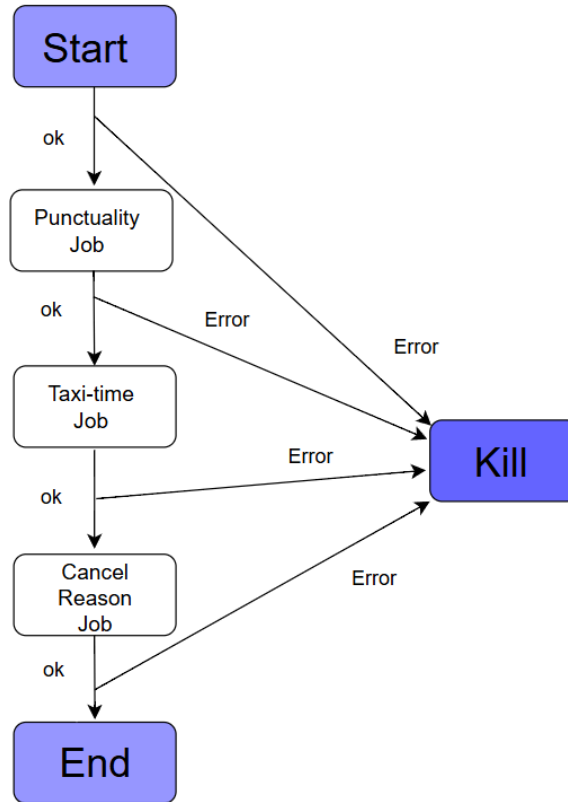 Start
ok
Punctuality
Job
ok
Error
Error
Taxi-time
Job
Error
Kill
ok
Cancel
Reason
Job
Error
ok
End